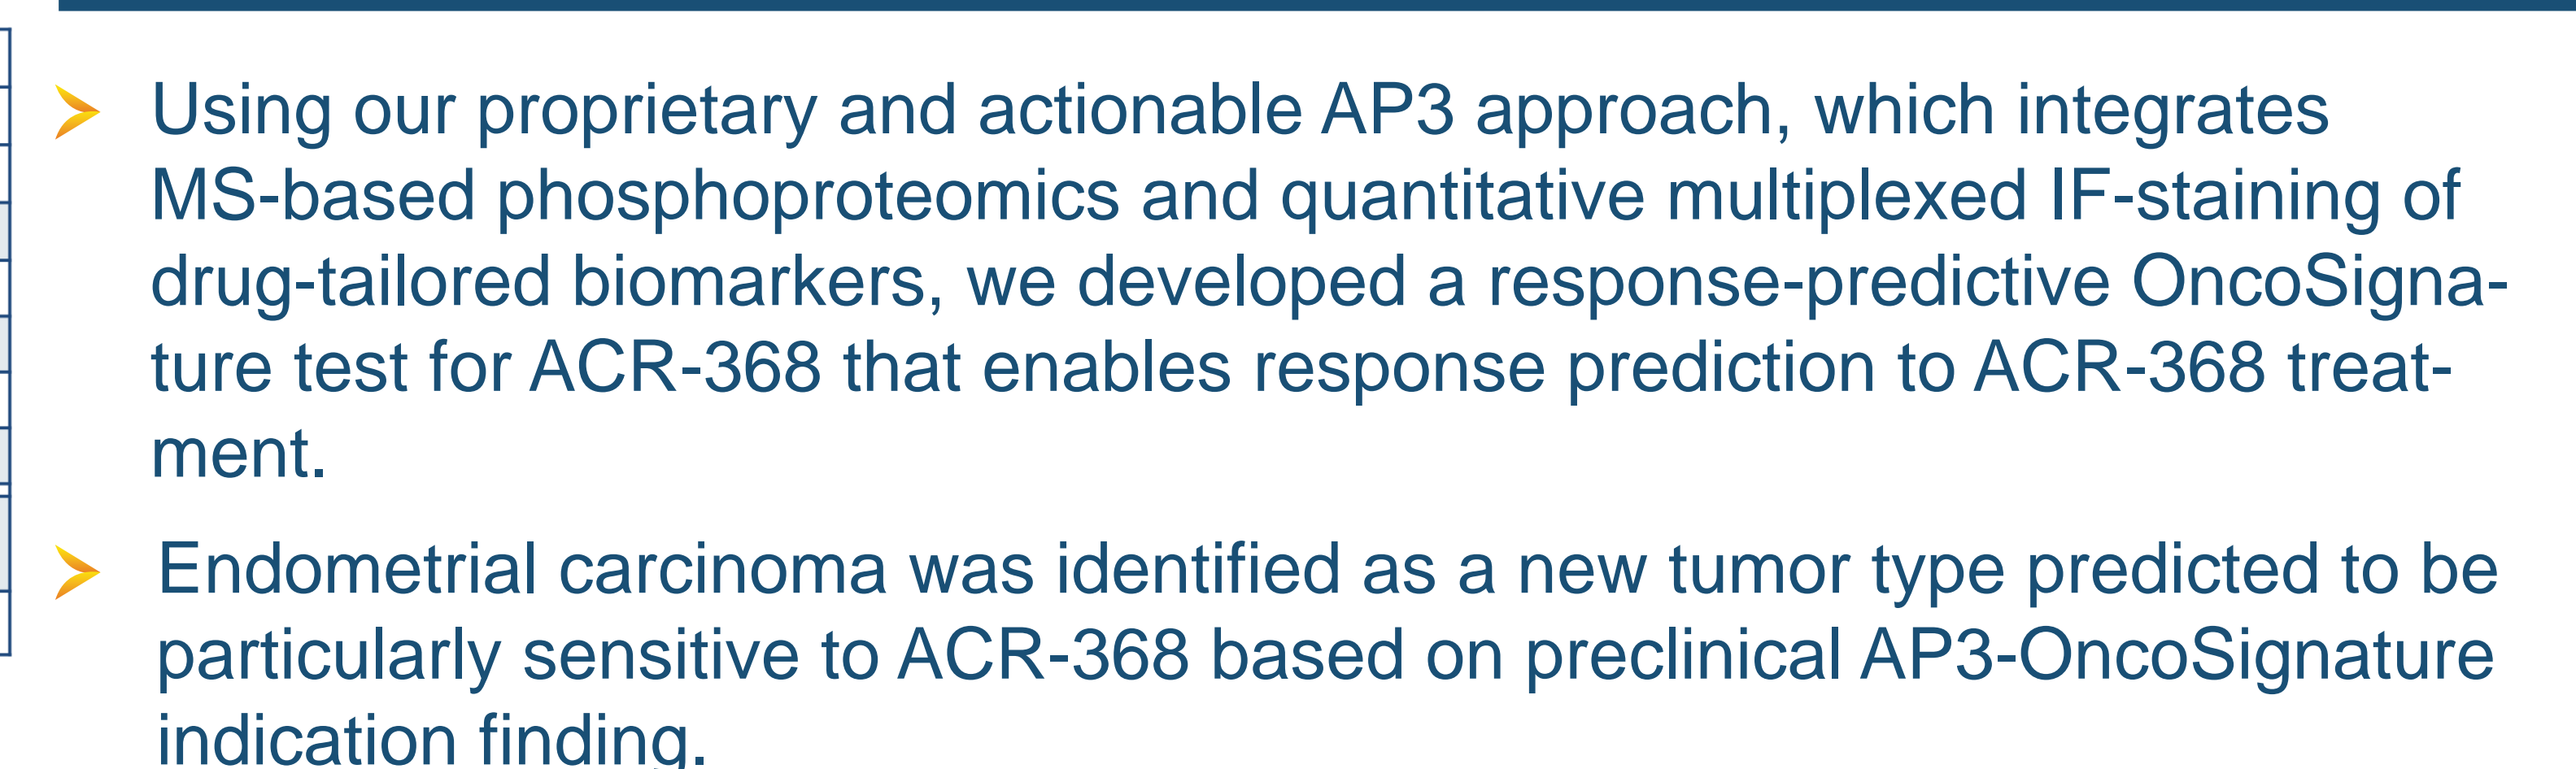 Using our proprietary and actionable AP3 approach, which integrates
MS-based phosphoproteomics and quantitative multiplexed IF-staining of
drug-tailored biomarkers, we developed a response-predictive OncoSigna-
ture test for ACR-368 that enables response prediction to ACR-368 treat-
ment.
Endometrial carcinoma was identified as a new tumor type predicted to be
particularly sensitive to ACR-368 based on preclinical AP3-OncoSignature
indication finding.